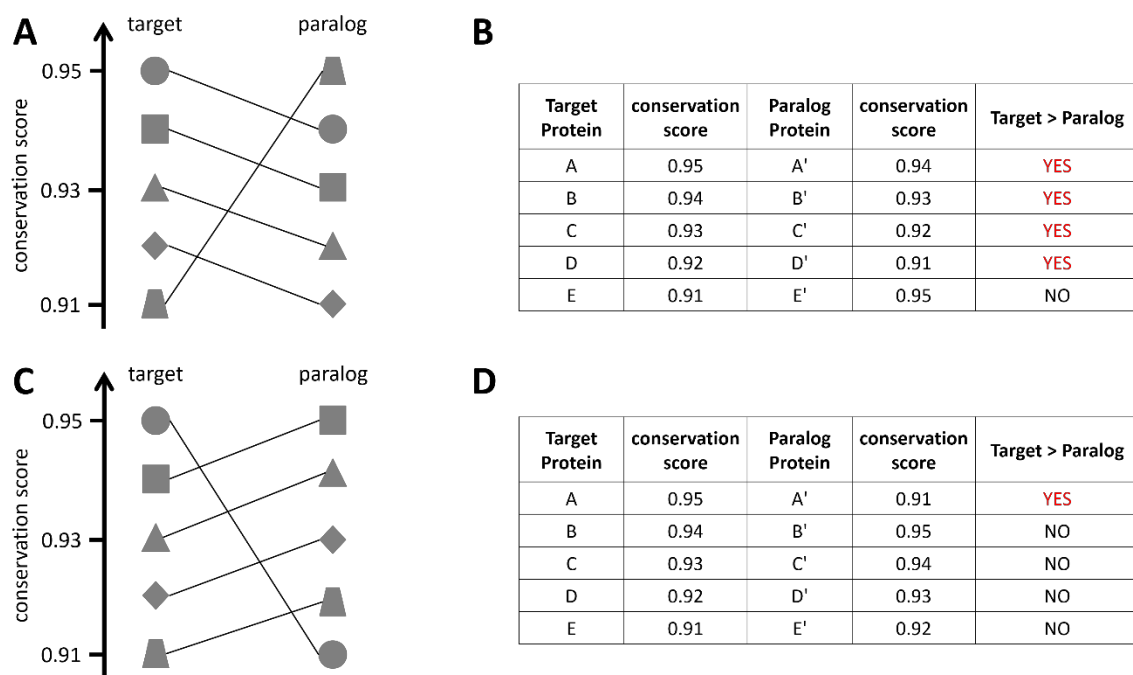 A
target
paralog
0.95
0.93
0.91
conservation score
B
Target Protein | conservation score | Paralog Protein | conservation score | Target > Paralog
A | 0.95 | A' | 0.94 | YES
B | 0.94 | B' | 0.93 | YES
C | 0.93 | C' | 0.92 | YES
D | 0.92 | D' | 0.91 | YES
E | 0.91 | E' | 0.95 | NO
C
target
paralog
0.95
0.93
0.91
conservation score
D
Target Protein | conservation score | Paralog Protein | conservation score | Target > Paralog
A | 0.95 | A' | 0.91 | YES
B | 0.94 | B' | 0.95 | NO
C | 0.93 | C' | 0.94 | NO
D | 0.92 | D' | 0.93 | NO
E | 0.91 | E' | 0.92 | NO